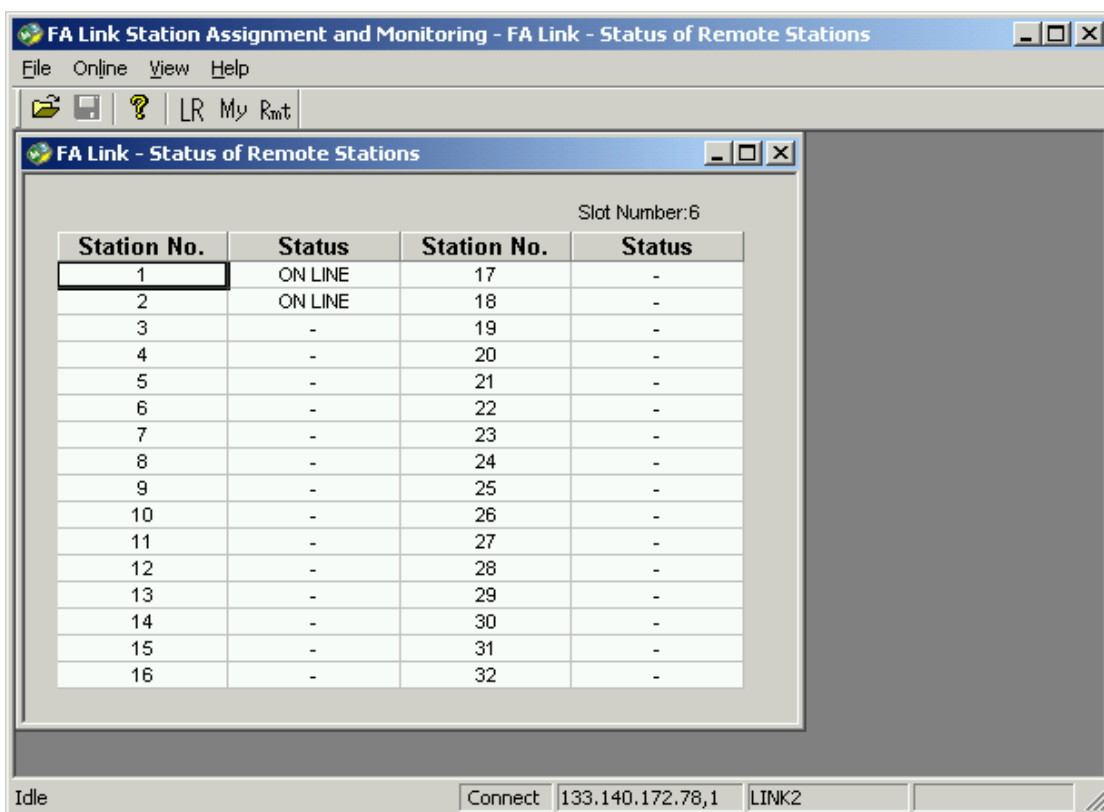 FA Link Station Assignment and Monitoring - FA Link - Status of Remote Stations
File Online View Help
LR My Rmt
FA Link - Status of Remote Stations
Slot Number:6
Station No. Status Station No. Status
1 ON LINE 17 -
2 ON LINE 18 -
3 - 19 -
4 - 20 -
5 - 21 -
6 - 22 -
7 - 23 -
8 - 24 -
9 - 25 -
10 - 26 -
11 - 27 -
12 - 28 -
13 - 29 -
14 - 30 -
15 - 31 -
16 - 32 -
Idle Connect 133.140.172.78,1 LINK2